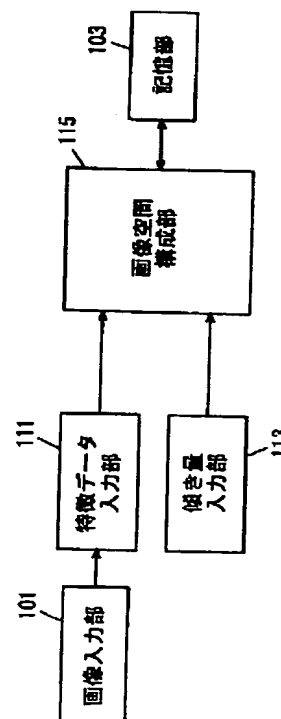 101
画像入力部
111
特徴データ
入力部
傾き量
入力部
113
115
画像空間
構成部
103
記憶部